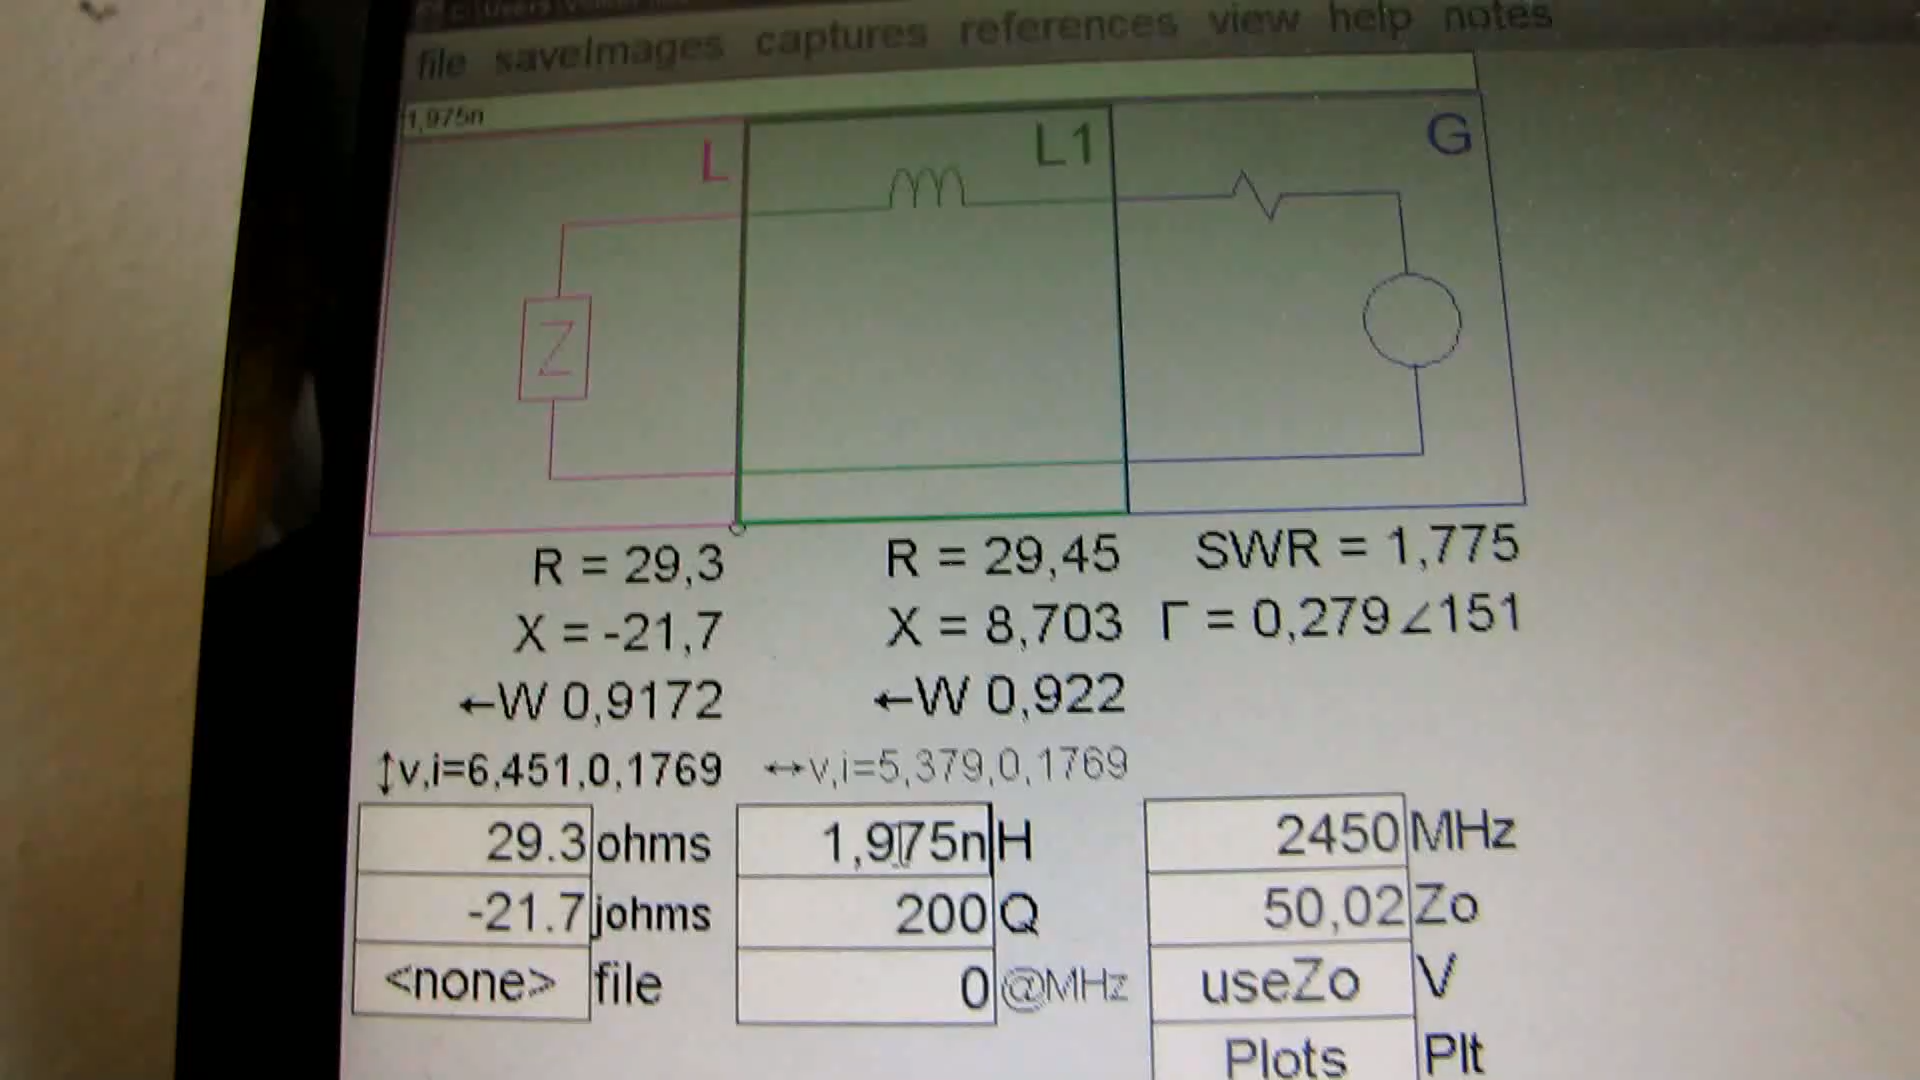 file saveImages captures references view help notes
1,975n
L L1 G
Z
R = 29,3 R = 29,45 SWR = 1,775
X = -21,7 X = 8,703 Γ = 0,279∠151
←W 0,9172 ←W 0,922
↕v,i=6,451,0,1769 ↔v,i=5,379,0,1769
29.3 ohms 1,975n H 2450 MHz
-21.7 johms 200 Q 50,02 Zo
<none> file 0 @MHz useZo V
Plots Plt